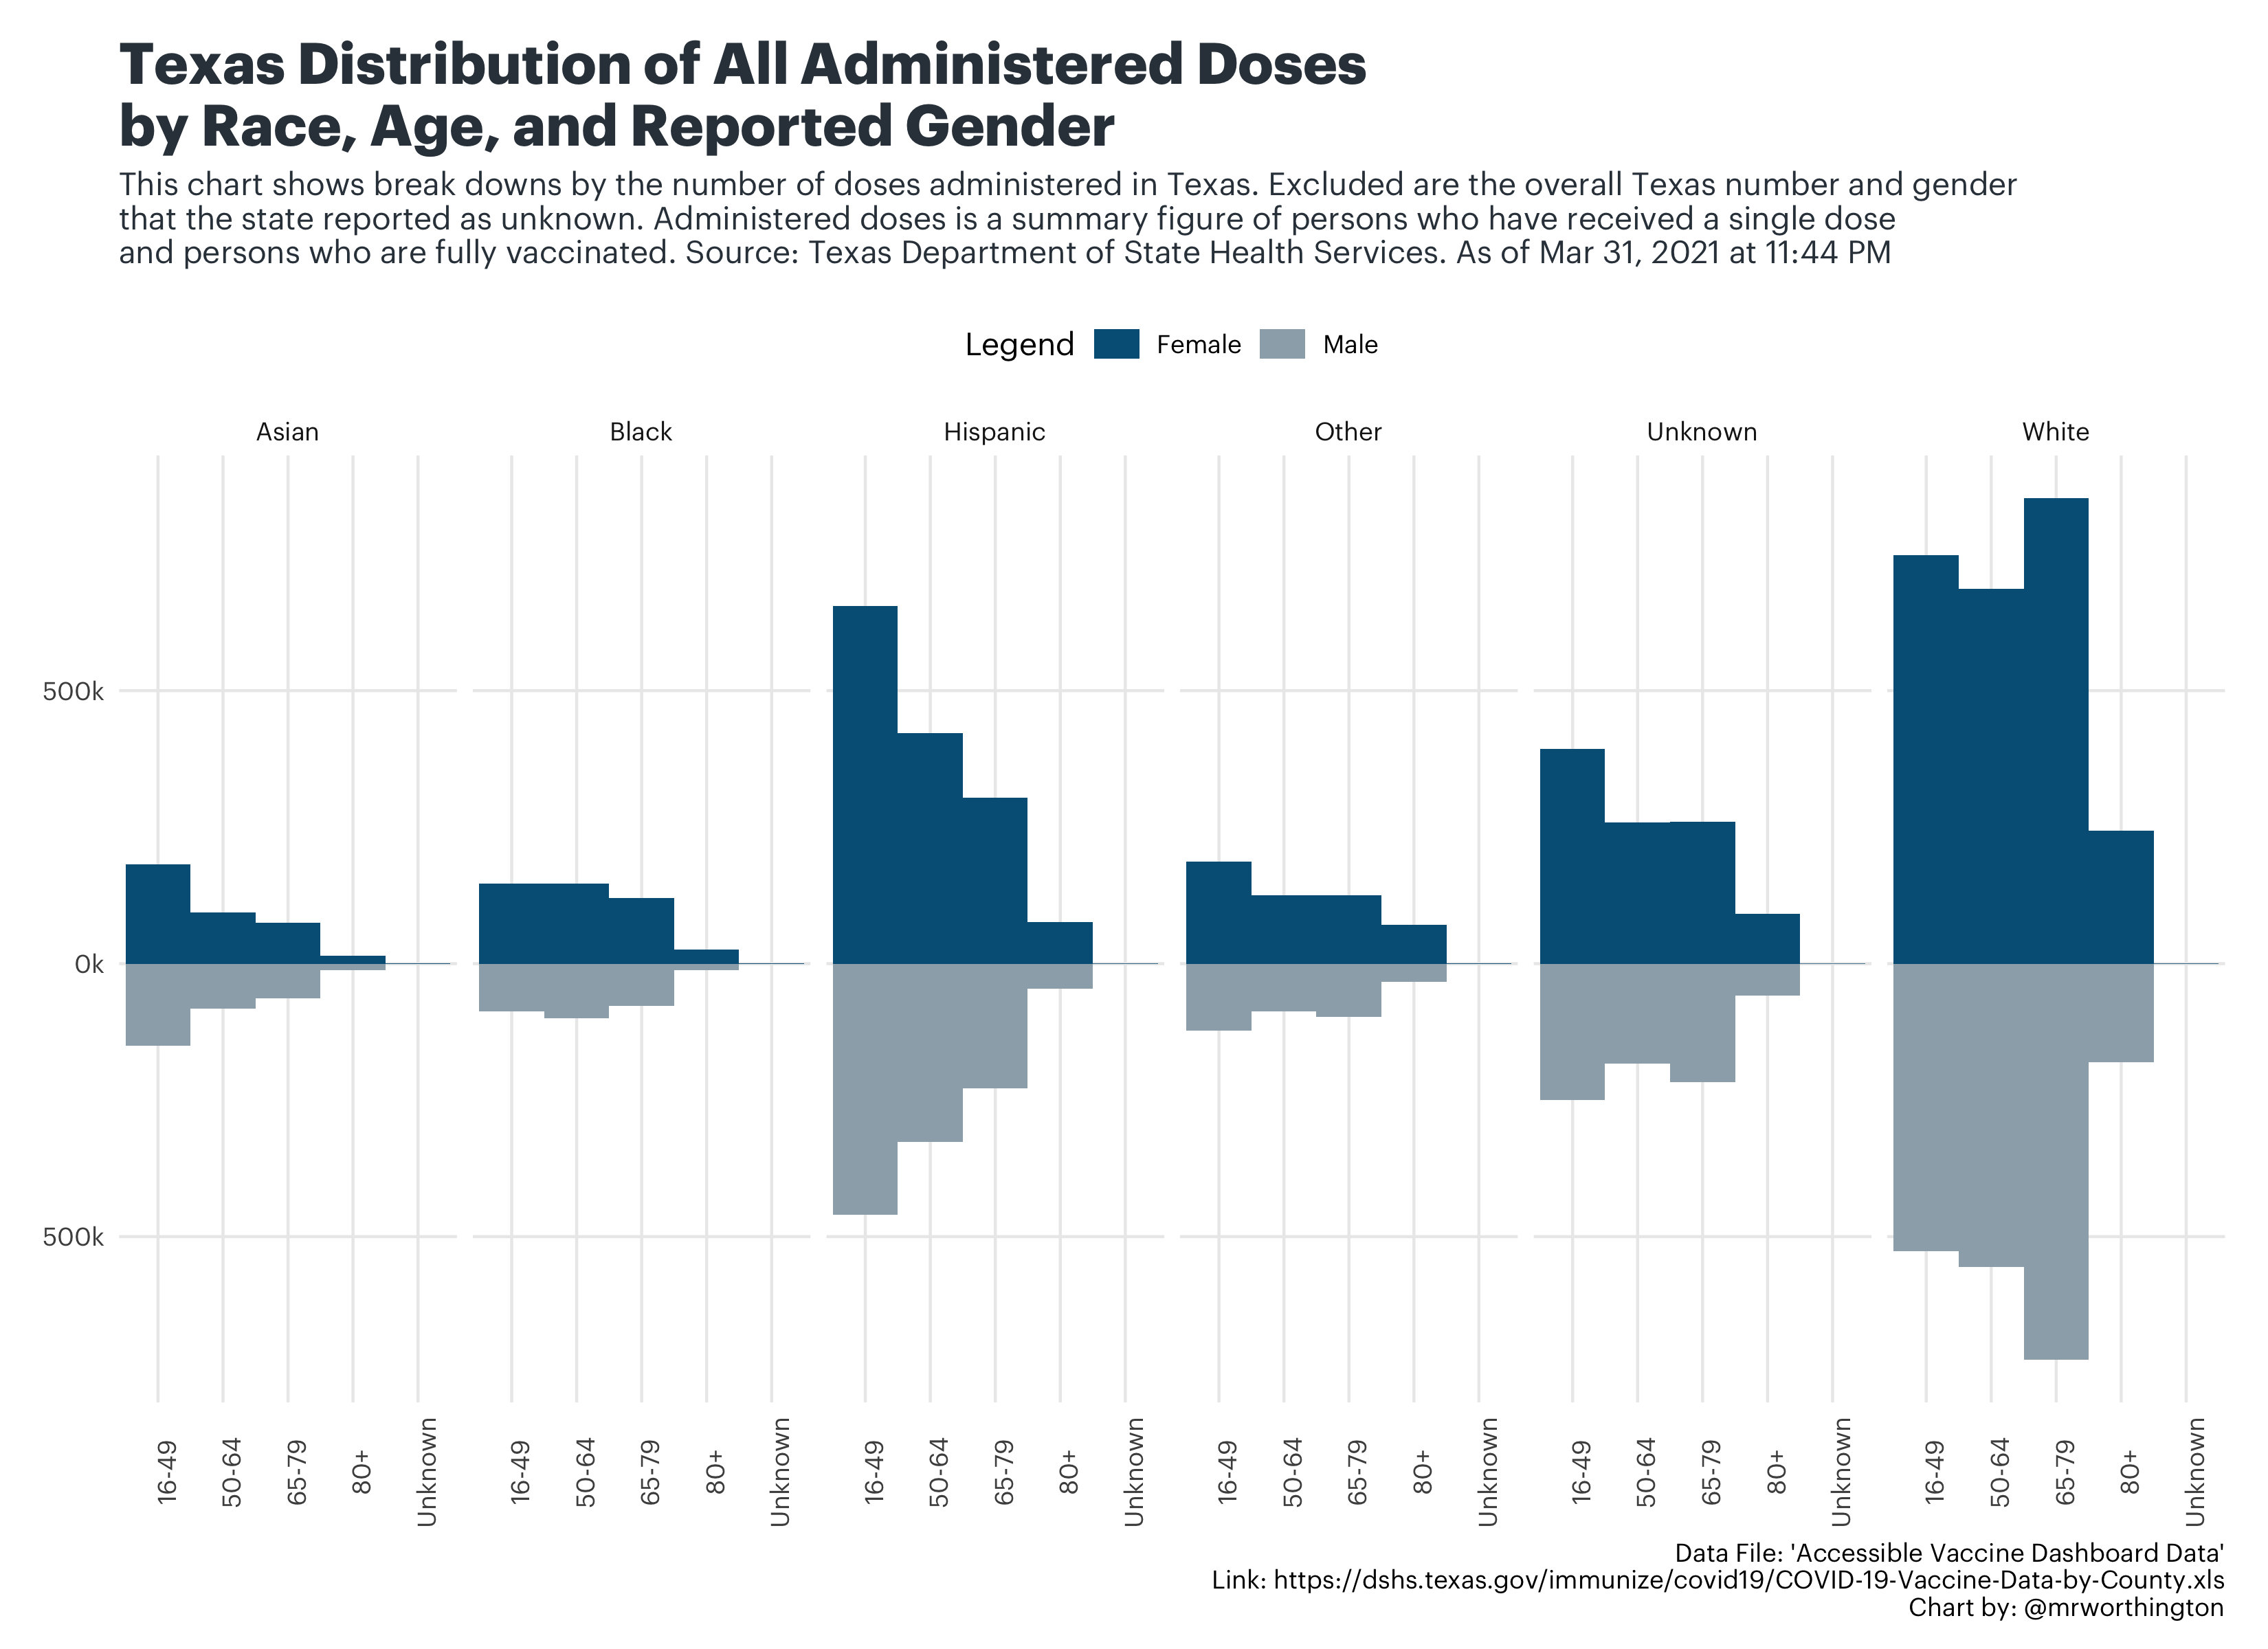 Texas Distribution of All Administered Doses
by Race, Age, and Reported Gender
This chart shows break downs by the number of doses administered in Texas. Excluded are the overall Texas number and gender
that the state reported as unknown. Administered doses is a summary figure of persons who have received a single dose
and persons who are fully vaccinated. Source: Texas Department of State Health Services. As of Mar 31, 2021 at 11:44 PM
Legend Female Male
Asian Black Hispanic Other Unknown White
500k
0k
500k
16-49 50-64 65-79 80+ Unknown 16-49 50-64 65-79 80+ Unknown 16-49 50-64 65-79 80+ Unknown 16-49 50-64 65-79 80+ Unknown 16-49 50-64 65-79 80+ Unknown 16-49 50-64 65-79 80+ Unknown
Data File: 'Accessible Vaccine Dashboard Data'
Link: https://dshs.texas.gov/immunize/covid19/COVID-19-Vaccine-Data-by-County.xls
Chart by: @mrworthington